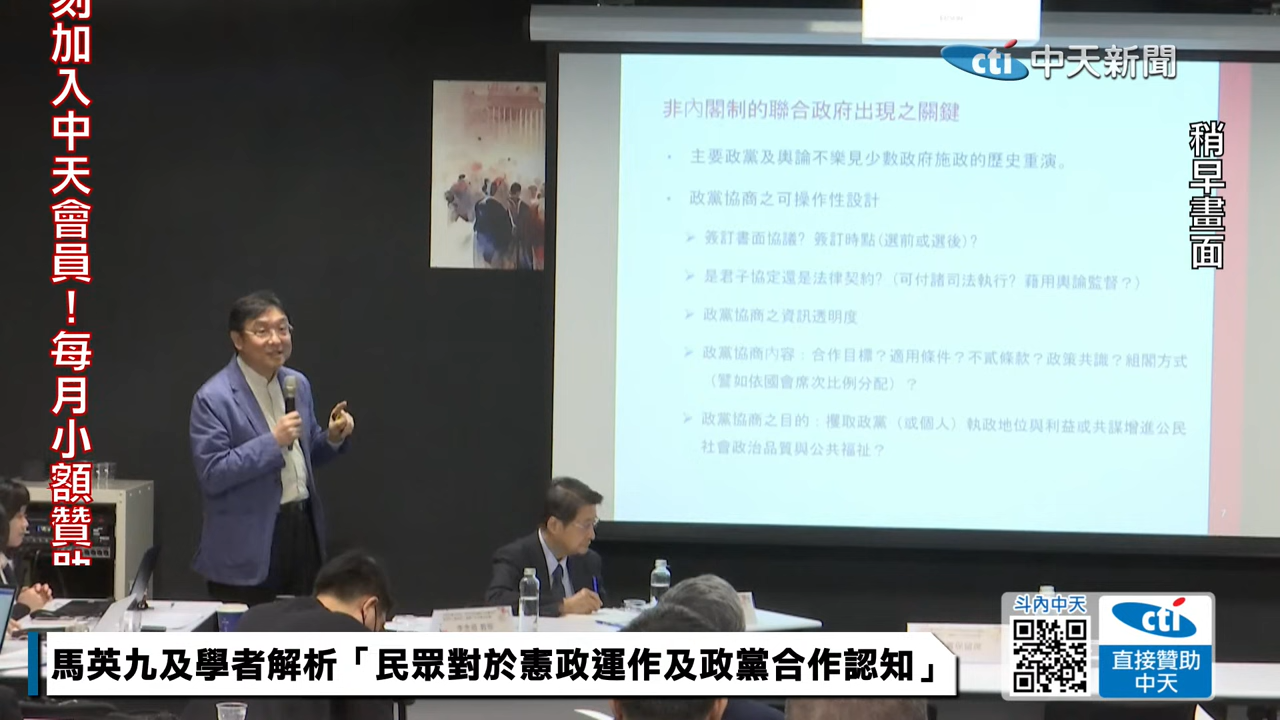 刻加入中天會員！每月小額贊助
cti 中天新聞
稍早畫面
非內閣制的聯合政府出現之關鍵
• 主要政黨及輿論不樂見少數政府施政的歷史重演。
• 政黨協商之可操作性設計
➢ 簽訂書面協議？簽訂時點(選前或選後)？
➢ 是君子協定還是法律契約？(可付諸司法執行？藉用輿論監督？)
➢ 政黨協商之資訊透明度
➢ 政黨協商內容：合作目標？適用條件？不貳條款？政策共識？組閣方式
（譬如依國會席次比例分配）？
➢ 政黨協商之目的：攫取政黨（或個人）執政地位與利益或共謀增進公民
社會政治品質與公共福祉？
7
斗內中天
cti
直接贊助
中天
馬英九及學者解析「民眾對於憲政運作及政黨合作認知」